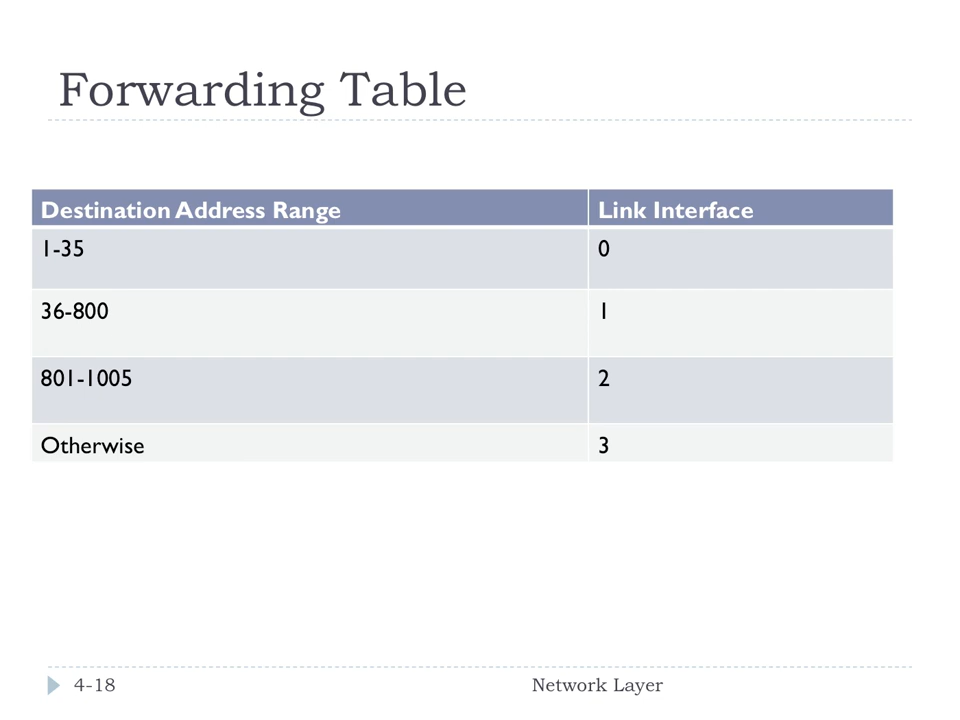 Forwarding Table
Destination Address Range Link Interface
1-35 0
36-800 1
801-1005 2
Otherwise 3
4-18 Network Layer